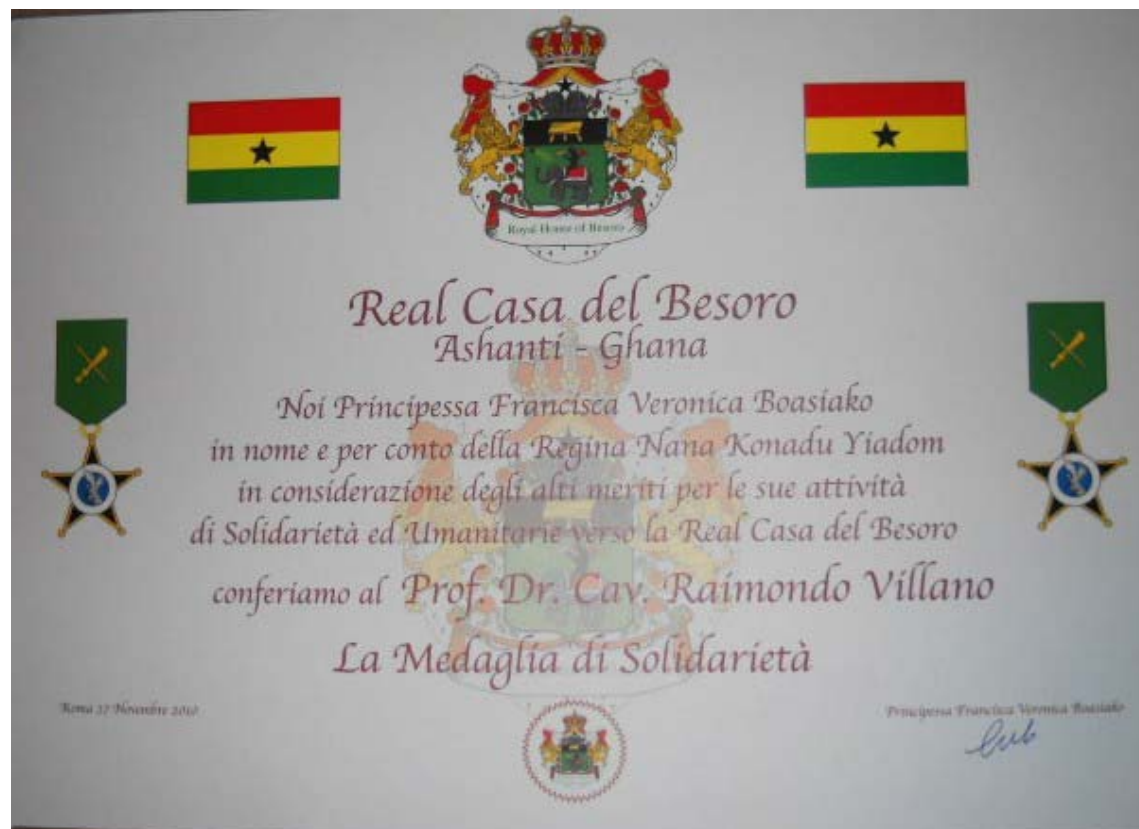 Royal House of Besoro
Real Casa del Besoro
Ashanti - Ghana
Noi Principessa Francisca Veronica Boasiako
in nome e per conto della Regina Nana Konadu Yiadom
in considerazione degli alti meriti per le sue attività
di Solidarietà ed Umanitarie verso la Real Casa del Besoro
conferiamo al Prof. Dr. Cav. Raimondo Villano
La Medaglia di Solidarietà
Roma 27 Novembre 2010
Principessa Francisca Veronica Boasiako